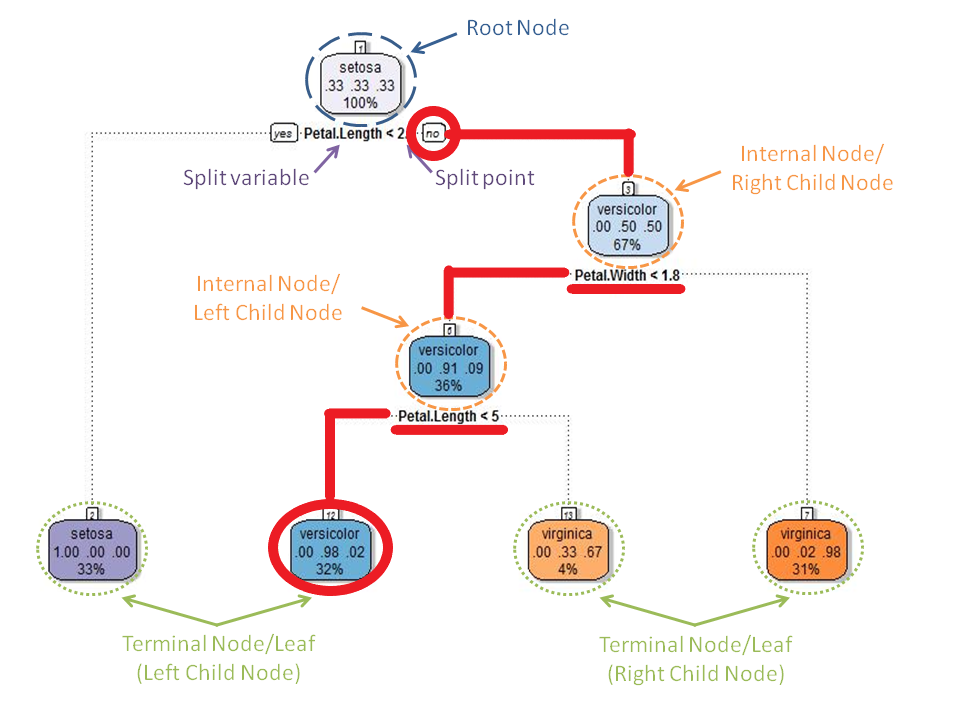 Root Node
1
setosa
.33 .33 .33
100%
yes Petal.Length < 2. no
Split variable
Split point
Internal Node/
Right Child Node
3
versicolor
.00 .50 .50
67%
Petal.Width < 1.8
Internal Node/
Left Child Node
6
versicolor
.00 .91 .09
36%
Petal.Length < 5
2
setosa
1.00 .00 .00
33%
12
versicolor
.00 .98 .02
32%
13
virginica
.00 .33 .67
4%
7
virginica
.00 .02 .98
31%
Terminal Node/Leaf
(Left Child Node)
Terminal Node/Leaf
(Right Child Node)